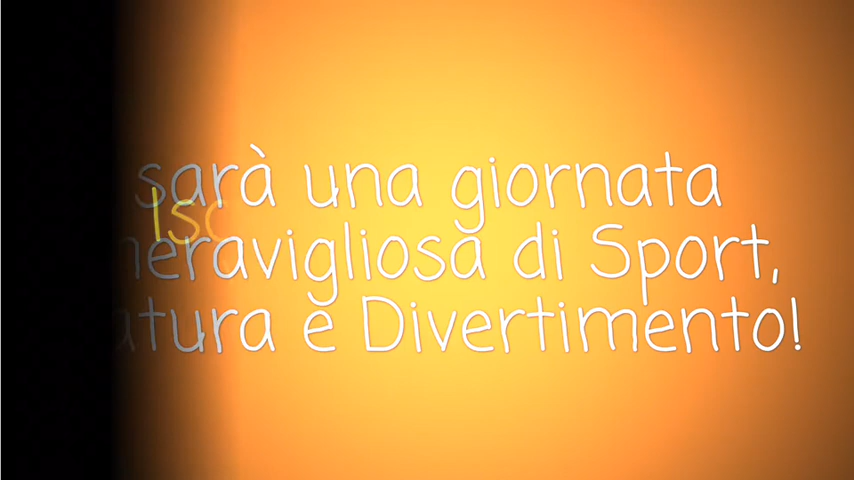 sarà una giornata
meravigliosa di Sport,
atura e Divertimento!